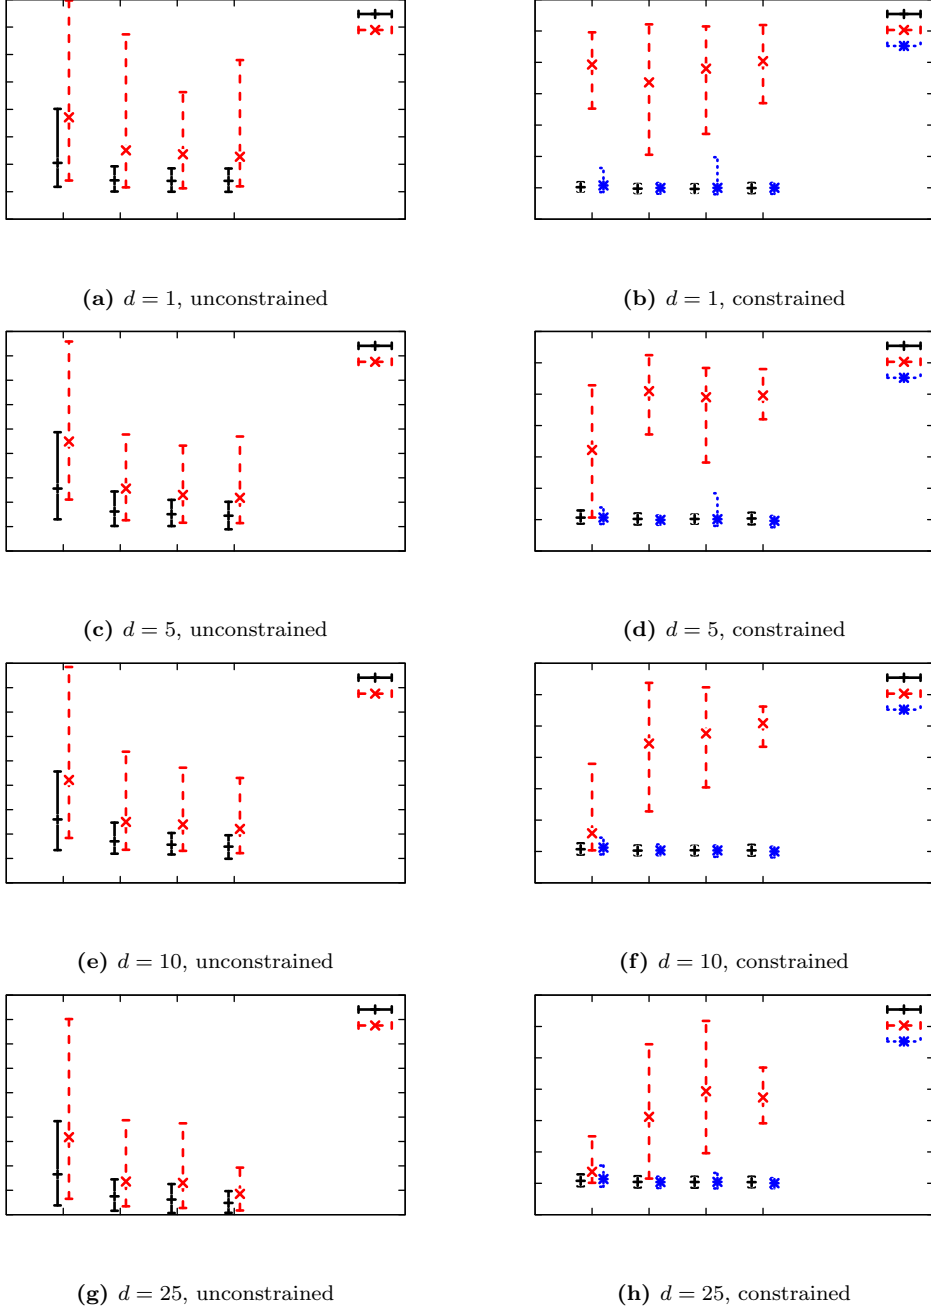 (a) d = 1, unconstrained
(b) d = 1, constrained
(c) d = 5, unconstrained
(d) d = 5, constrained
(e) d = 10, unconstrained
(f) d = 10, constrained
(g) d = 25, unconstrained
(h) d = 25, constrained